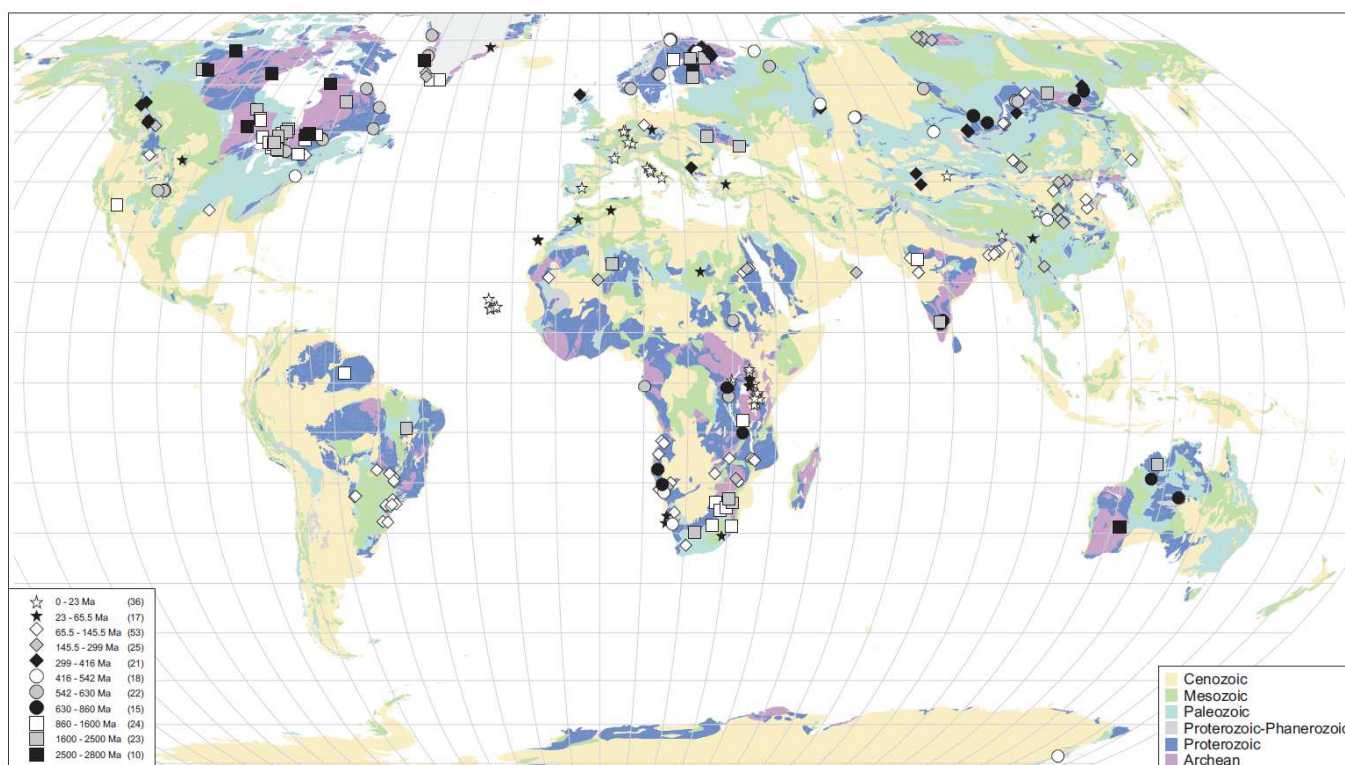 0 - 23 Ma (36)
23 - 65.5 Ma (17)
65.5 - 145.5 Ma (53)
145.5 - 299 Ma (25)
299 - 416 Ma (21)
416 - 542 Ma (18)
542 - 630 Ma (22)
630 - 860 Ma (15)
860 - 1600 Ma (24)
1600 - 2500 Ma (23)
2500 - 2800 Ma (10)
Cenozoic
Mesozoic
Paleozoic
Proterozoic-Phanerozoic
Proterozoic
Archean